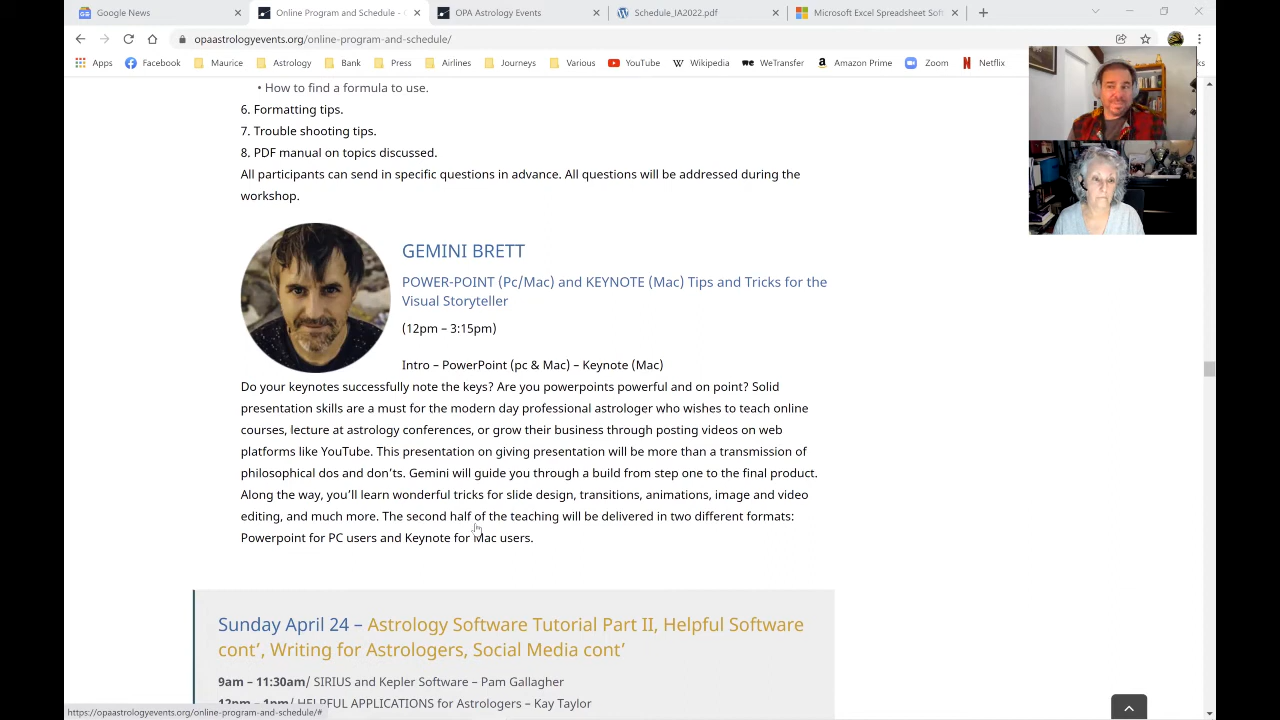 Google News
Online Program and Schedule - O
OPA Astrology Events
Schedule_IA2022.pdf
Microsoft Excel Spreadsheet Soft
opaastrologyevents.org/online-program-and-schedule/
Apps
Facebook
Maurice
Astrology
Bank
Press
Airlines
Journeys
Various
YouTube
Wikipedia
we WeTransfer
Amazon Prime
Zoom
Netflix
• How to find a formula to use.
6. Formatting tips.
7. Trouble shooting tips.
8. PDF manual on topics discussed.
All participants can send in specific questions in advance. All questions will be addressed during the
workshop.
GEMINI BRETT
POWER-POINT (Pc/Mac) and KEYNOTE (Mac) Tips and Tricks for the
Visual Storyteller
(12pm – 3:15pm)
Intro – PowerPoint (pc & Mac) – Keynote (Mac)
Do your keynotes successfully note the keys? Are you powerpoints powerful and on point? Solid
presentation skills are a must for the modern day professional astrologer who wishes to teach online
courses, lecture at astrology conferences, or grow their business through posting videos on web
platforms like YouTube. This presentation on giving presentation will be more than a transmission of
philosophical dos and don'ts. Gemini will guide you through a build from step one to the final product.
Along the way, you'll learn wonderful tricks for slide design, transitions, animations, image and video
editing, and much more. The second half of the teaching will be delivered in two different formats:
Powerpoint for PC users and Keynote for Mac users.
Sunday April 24 – Astrology Software Tutorial Part II, Helpful Software
cont', Writing for Astrologers, Social Media cont'
9am – 11:30am/ SIRIUS and Kepler Software – Pam Gallagher
12pm – 1pm/ HELPFUL APPLICATIONS for Astrologers – Kay Taylor
https://opaastrologyevents.org/online-program-and-schedule/#